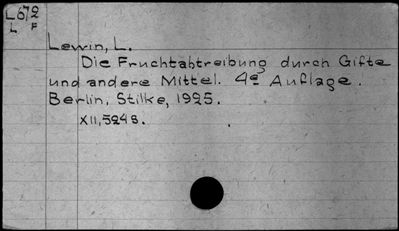 L672
L F
Lewin, L.
Die Fruchtabtreibung durch Gifte
und andere Mittel. 4e Auflage.
Berlin, Stilke, 1925.
XII, 524 S.